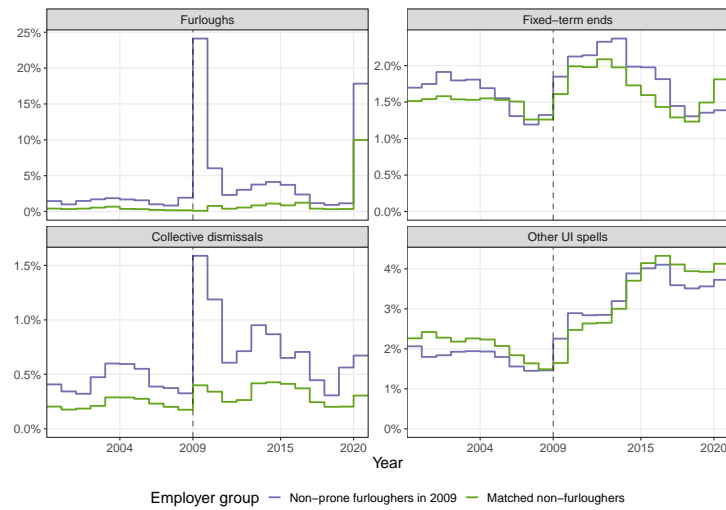 Furloughs
Fixed−term ends
25%
20%
15%
10%
5%
0%
2.0%
1.5%
1.0%
0.5%
0.0%
Collective dismissals
Other UI spells
1.5%
1.0%
0.5%
0.0%
4%
3%
2%
1%
0%
2004 2009 2015 2020
2004 2009 2015 2020
Year
Employer group Non−prone furloughers in 2009 Matched non−furloughers